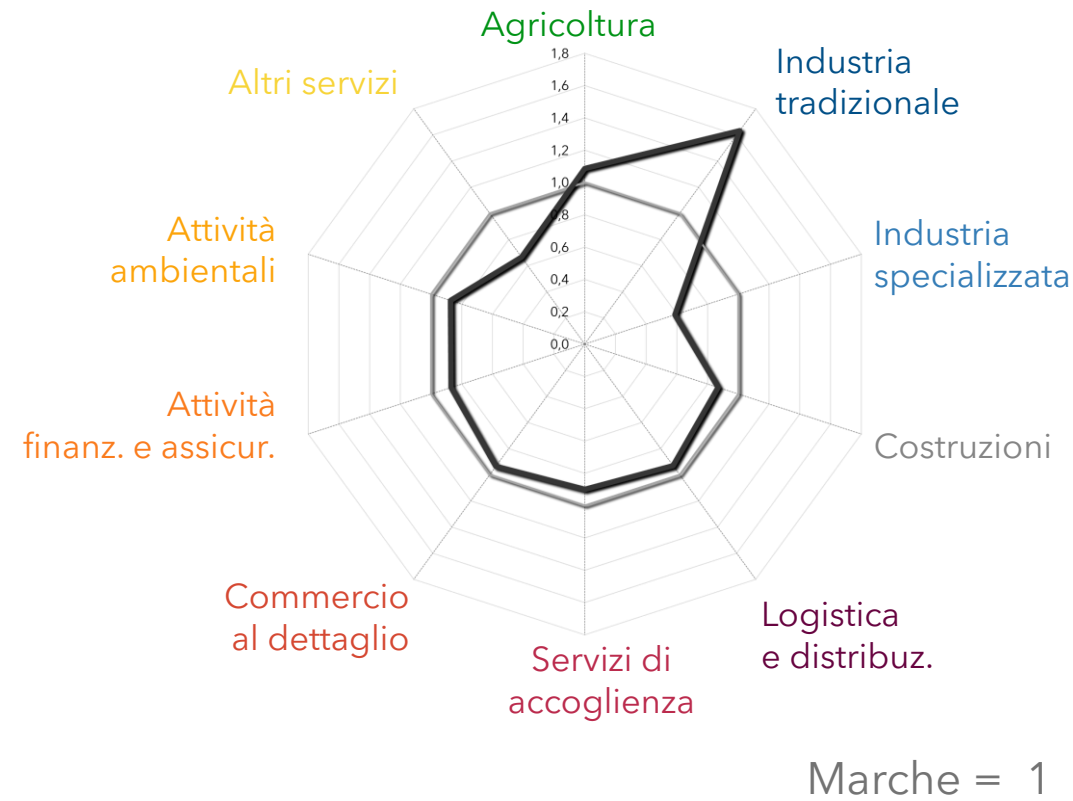 Agricoltura
1,8
1,6
1,4
1,2
1,0
0,8
0,6
0,4
0,2
0,0
Industria
tradizionale
Industria
specializzata
Costruzioni
Logistica
e distribuz.
Servizi di
accoglienza
Commercio
al dettaglio
Attività
finanz. e assicur.
Attività
ambientali
Altri servizi
Marche = 1